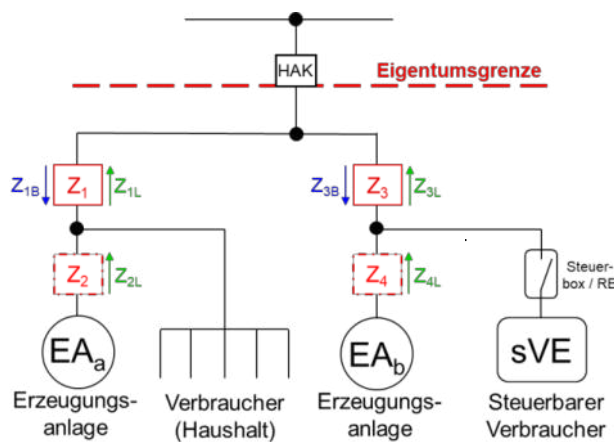 HAK
Eigentumsgrenze
Z1B
Z1
Z1L
Z3B
Z3
Z3L
Z2
Z2L
Z4
Z4L
Steuer-
box / RE
EAa
EAb
sVE
Erzeugungs-
anlage
Verbraucher
(Haushalt)
Erzeugungs-
anlage
Steuerbarer
Verbraucher